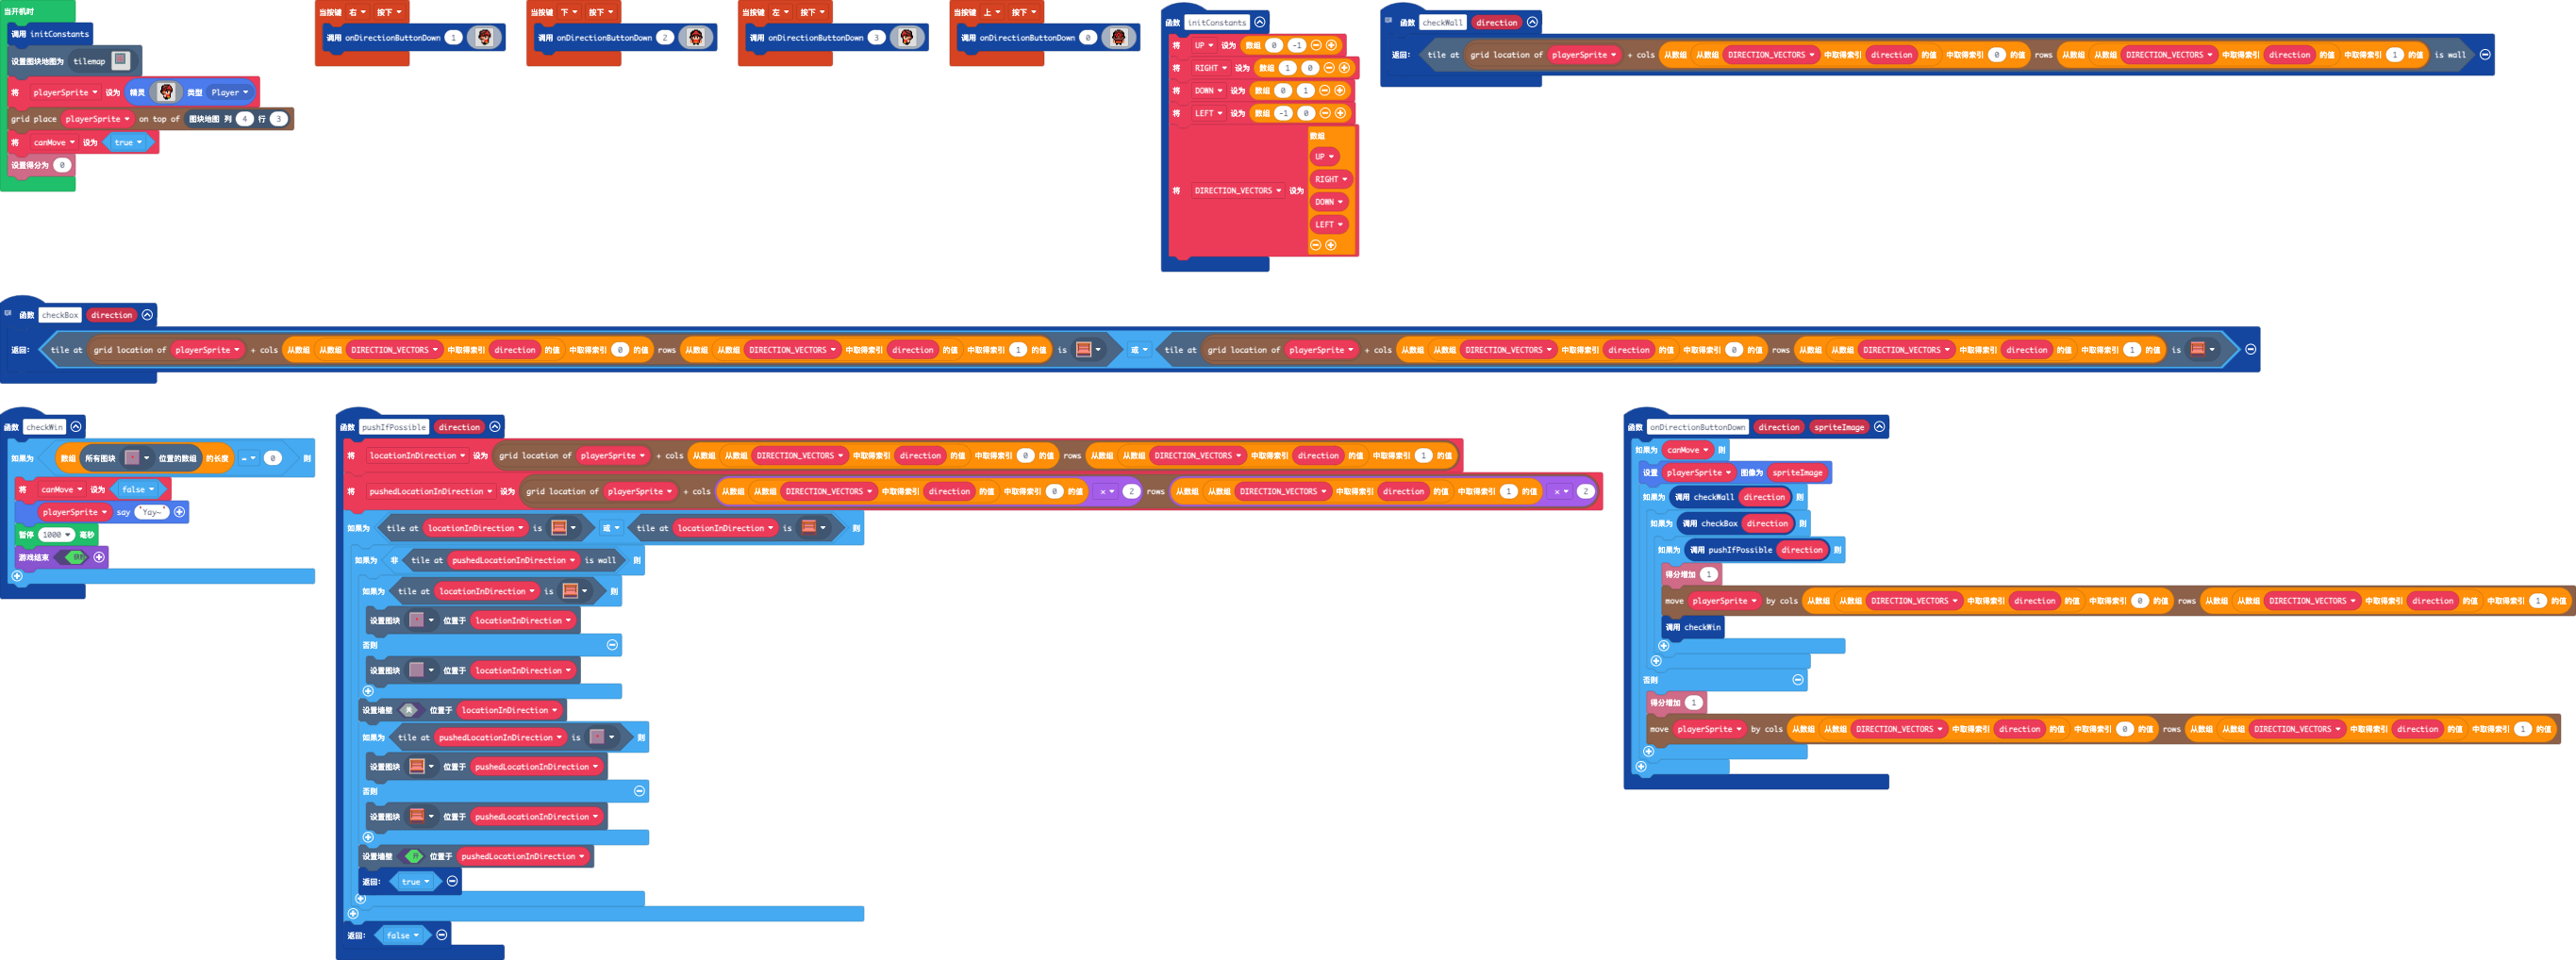 当开机时
调用 initConstants
设置图块地图为 tilemap
将 playerSprite 设为 精灵 类型 Player
grid place playerSprite on top of 图块地图 列 4 行 3
将 canMove 设为 true
设置得分为 0
当按键 右 按下
调用 onDirectionButtonDown 1
当按键 下 按下
调用 onDirectionButtonDown 2
当按键 左 按下
调用 onDirectionButtonDown 3
当按键 上 按下
调用 onDirectionButtonDown 0
函数 initConstants
将 UP 设为 数组 0 -1
将 RIGHT 设为 数组 1 0
将 DOWN 设为 数组 0 1
将 LEFT 设为 数组 -1 0
将 DIRECTION_VECTORS 设为 数组
UP
RIGHT
DOWN
LEFT
函数 checkWall direction
返回: tile at grid location of playerSprite + cols 从数组 从数组 DIRECTION_VECTORS 中取得索引 direction 的值 中取得索引 0 的值 rows 从数组 从数组 DIRECTION_VECTORS 中取得索引 direction 的值 中取得索引 1 的值 is wall
函数 checkBox direction
返回: tile at grid location of playerSprite + cols 从数组 从数组 DIRECTION_VECTORS 中取得索引 direction 的值 中取得索引 0 的值 rows 从数组 从数组 DIRECTION_VECTORS 中取得索引 direction 的值 中取得索引 1 的值 is 或 tile at grid location of playerSprite + cols 从数组 从数组 DIRECTION_VECTORS 中取得索引 direction 的值 中取得索引 0 的值 rows 从数组 从数组 DIRECTION_VECTORS 中取得索引 direction 的值 中取得索引 1 的值 is
函数 checkWin
如果为 数组 所有图块 位置的数组 的长度 = 0 则
将 canMove 设为 false
playerSprite say "Yay~"
暂停 1000 毫秒
游戏结束
函数 pushIfPossible direction
将 locationInDirection 设为 grid location of playerSprite + cols 从数组 从数组 DIRECTION_VECTORS 中取得索引 direction 的值 中取得索引 0 的值 rows 从数组 从数组 DIRECTION_VECTORS 中取得索引 direction 的值 中取得索引 1 的值
将 pushedLocationInDirection 设为 grid location of playerSprite + cols 从数组 从数组 DIRECTION_VECTORS 中取得索引 direction 的值 中取得索引 0 的值 × 2 rows 从数组 从数组 DIRECTION_VECTORS 中取得索引 direction 的值 中取得索引 1 的值 × 2
如果为 tile at locationInDirection is 或 tile at locationInDirection is 则
如果为 非 tile at pushedLocationInDirection is wall 则
如果为 tile at locationInDirection is 则
设置图块 位置于 locationInDirection
否则
设置图块 位置于 locationInDirection
设置墙壁 关 位置于 locationInDirection
如果为 tile at pushedLocationInDirection is 则
设置图块 位置于 pushedLocationInDirection
否则
设置图块 位置于 pushedLocationInDirection
设置墙壁 开 位置于 pushedLocationInDirection
返回: true
返回: false
函数 onDirectionButtonDown direction spriteImage
如果为 canMove 则
设置 playerSprite 图像为 spriteImage
如果为 调用 checkWall direction 则
如果为 调用 checkBox direction 则
如果为 调用 pushIfPossible direction 则
得分增加 1
move playerSprite by cols 从数组 从数组 DIRECTION_VECTORS 中取得索引 direction 的值 中取得索引 0 的值 rows 从数组 从数组 DIRECTION_VECTORS 中取得索引 direction 的值 中取得索引 1 的值
调用 checkWin
否则
得分增加 1
move playerSprite by cols 从数组 从数组 DIRECTION_VECTORS 中取得索引 direction 的值 中取得索引 0 的值 rows 从数组 从数组 DIRECTION_VECTORS 中取得索引 direction 的值 中取得索引 1 的值